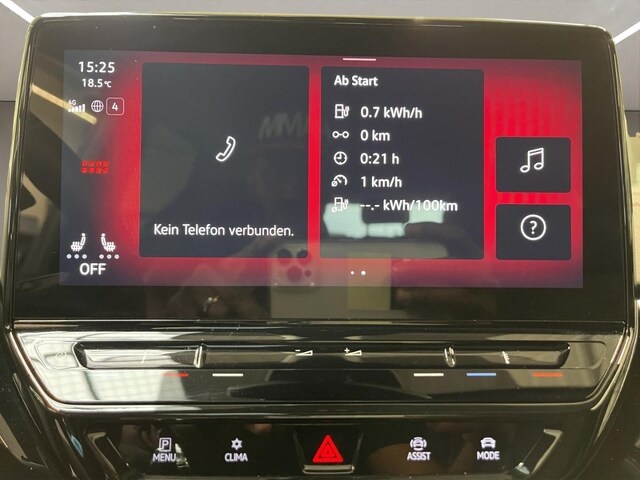 15:25
18.5°C
4G
4
OFF
Kein Telefon verbunden.
Ab Start
0.7 kWh/h
0 km
0:21 h
1 km/h
--.- kWh/100km
?
P
MENU
CLIMA
ASSIST
MODE